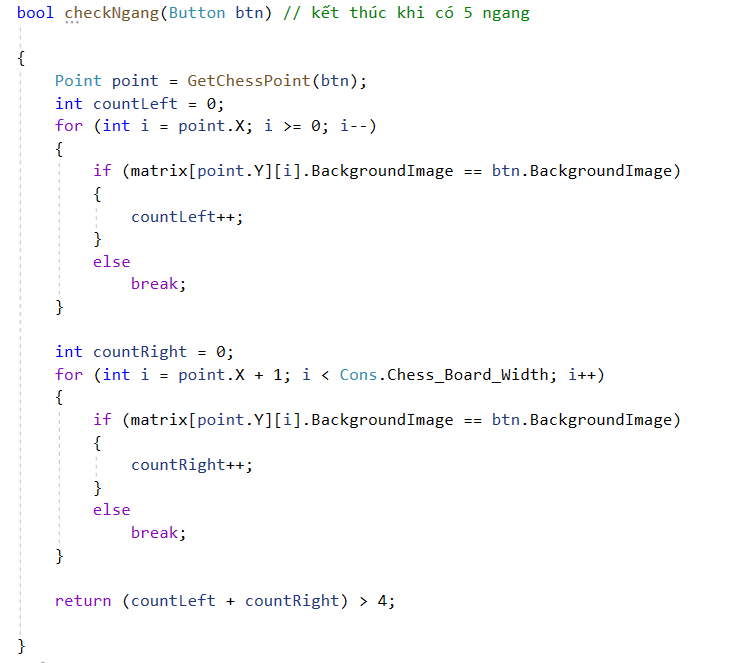 bool checkNgang(Button btn) // kết thúc khi có 5 ngang
{
Point point = GetChessPoint(btn);
int countLeft = 0;
for (int i = point.X; i >= 0; i--)
{
if (matrix[point.Y][i].BackgroundImage == btn.BackgroundImage)
{
countLeft++;
}
else
break;
}
int countRight = 0;
for (int i = point.X + 1; i < Cons.Chess_Board_Width; i++)
{
if (matrix[point.Y][i].BackgroundImage == btn.BackgroundImage)
{
countRight++;
}
else
break;
}
return (countLeft + countRight) > 4;
}